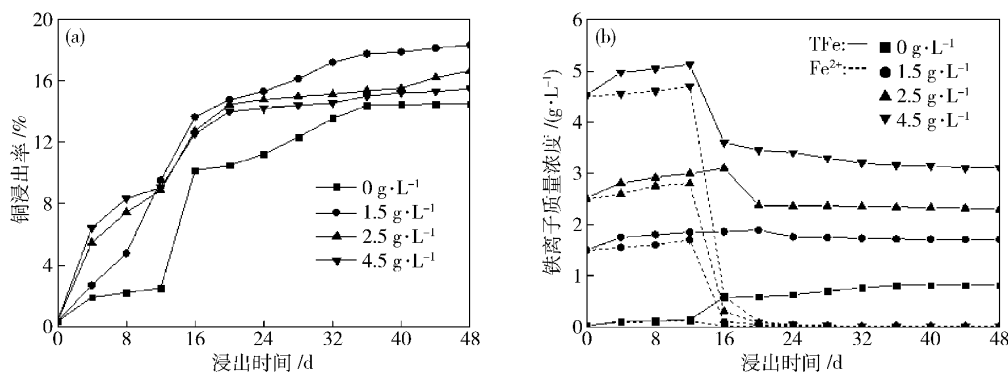 (a)
20
16
12
8
4
0
铜浸出率/%
0 g·L⁻¹
1.5 g·L⁻¹
2.5 g·L⁻¹
4.5 g·L⁻¹
0 8 16 24 32 40 48
浸出时间/d
(b)
6
5
4
3
2
1
0
铁离子质量浓度/(g·L⁻¹)
TFe: 0 g·L⁻¹
Fe²⁺: 1.5 g·L⁻¹
2.5 g·L⁻¹
4.5 g·L⁻¹
0 8 16 24 32 40 48
浸出时间/d